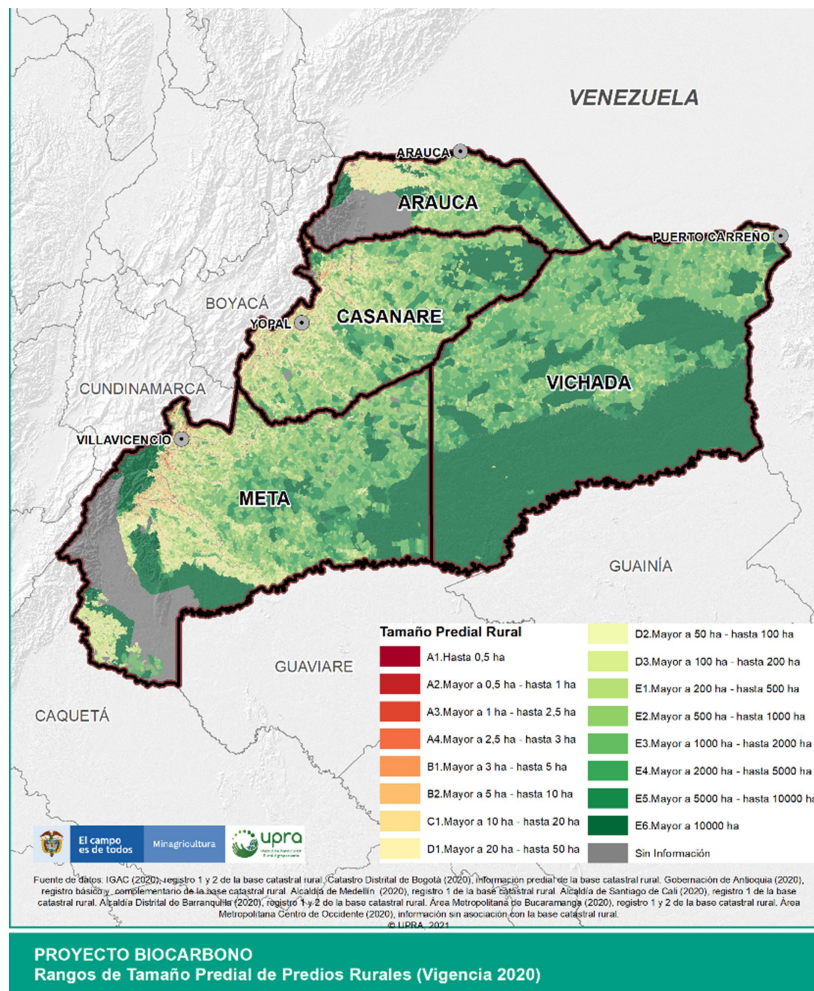 VENEZUELA
ARAUCA
ARAUCA
PUERTO CARREÑO
BOYACÁ
YOPAL
CASANARE
VICHADA
CUNDINAMARCA
VILLAVICENCIO
META
GUAINÍA
GUAVIARE
CAQUETÁ
Tamaño Predial Rural
A1.Hasta 0,5 ha
A2.Mayor a 0,5 ha - hasta 1 ha
A3.Mayor a 1 ha - hasta 2,5 ha
A4.Mayor a 2,5 ha - hasta 3 ha
B1.Mayor a 3 ha - hasta 5 ha
B2.Mayor a 5 ha - hasta 10 ha
C1.Mayor a 10 ha - hasta 20 ha
D1.Mayor a 20 ha - hasta 50 ha
D2.Mayor a 50 ha - hasta 100 ha
D3.Mayor a 100 ha - hasta 200 ha
E1.Mayor a 200 ha - hasta 500 ha
E2.Mayor a 500 ha - hasta 1000 ha
E3.Mayor a 1000 ha - hasta 2000 ha
E4.Mayor a 2000 ha - hasta 5000 ha
E5.Mayor a 5000 ha - hasta 10000 ha
E6.Mayor a 10000 ha
Sin Información
El campo
es de todos
Minagricultura
upra
Fuente de datos: IGAC (2020), registro 1 y 2 de la base catastral rural. Catastro Distrital de Bogotá (2020), información predial de la base catastral rural. Gobernación de Antioquia (2020),
registro básico y complementario de la base catastral rural. Alcaldía de Medellín (2020), registro 1 de la base catastral rural. Alcaldía de Santiago de Cali (2020), registro 1 de la base
catastral rural. Alcaldía Distrital de Barranquilla (2020), registro 1 y 2 de la base catastral rural. Área Metropolitana de Bucaramanga (2020), registro 1 y 2 de la base catastral rural. Área
Metropolitana Centro de Occidente (2020), información sin asociación con la base catastral rural.
© UPRA, 2021
PROYECTO BIOCARBONO
Rangos de Tamaño Predial de Predios Rurales (Vigencia 2020)